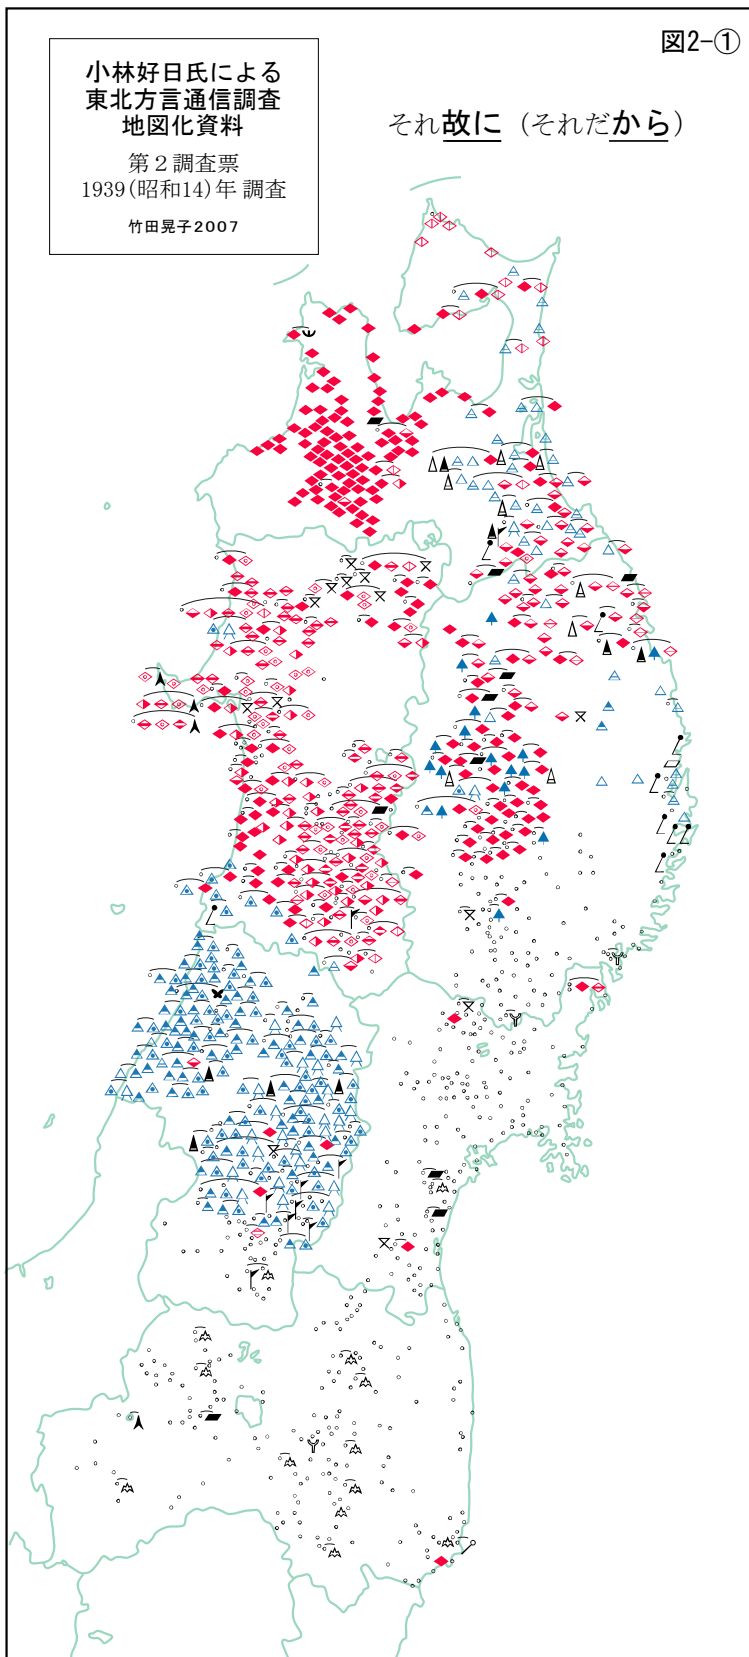 図2-①
小林好日氏による
東北方言通信調査
地図化資料
第2調査票
1939(昭和14)年 調査
竹田晃子2007
それ故に (それだから)